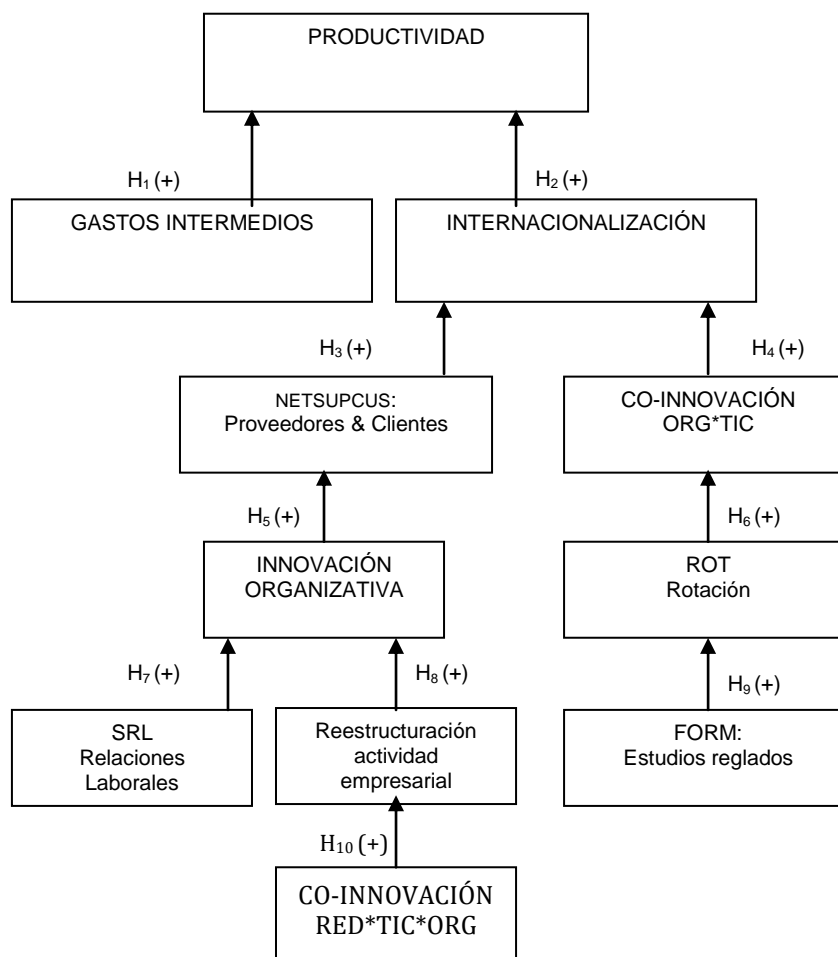 PRODUCTIVIDAD
H₁ (+)
H₂ (+)
GASTOS INTERMEDIOS
INTERNACIONALIZACIÓN
H₃ (+)
H₄ (+)
NETSUPCUS:
Proveedores & Clientes
CO-INNOVACIÓN
ORG*TIC
H₅ (+)
H₆ (+)
INNOVACIÓN
ORGANIZATIVA
ROT
Rotación
H₇ (+)
H₈ (+)
H₉ (+)
SRL
Relaciones
Laborales
Reestructuración
actividad
empresarial
FORM:
Estudios reglados
H₁₀ (+)
CO-INNOVACIÓN
RED*TIC*ORG